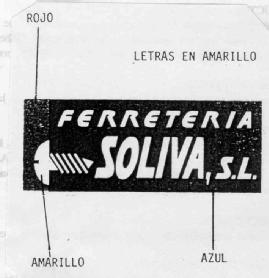 ROJO
LETRAS EN AMARILLO
FERRETERIA
SOLIVA, S.L.
AMARILLO
AZUL